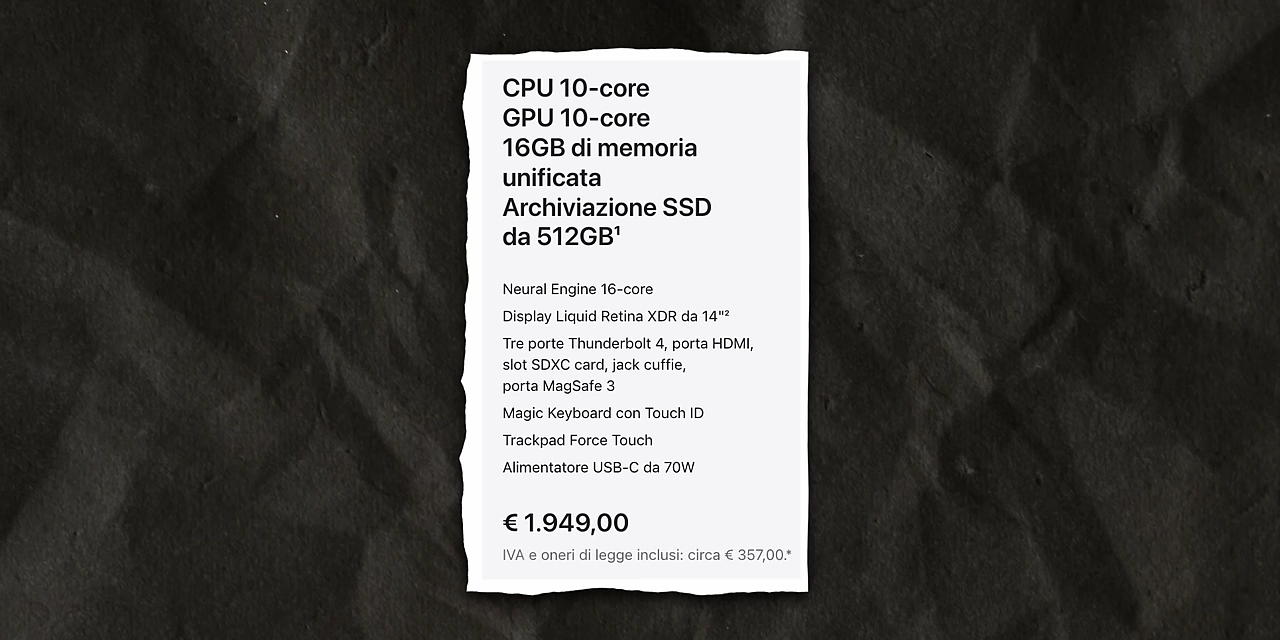 CPU 10-core
GPU 10-core
16GB di memoria
unificata
Archiviazione SSD
da 512GB¹
Neural Engine 16-core
Display Liquid Retina XDR da 14"²
Tre porte Thunderbolt 4, porta HDMI,
slot SDXC card, jack cuffie,
porta MagSafe 3
Magic Keyboard con Touch ID
Trackpad Force Touch
Alimentatore USB-C da 70W
€ 1.949,00
IVA e oneri di legge inclusi: circa € 357,00.*